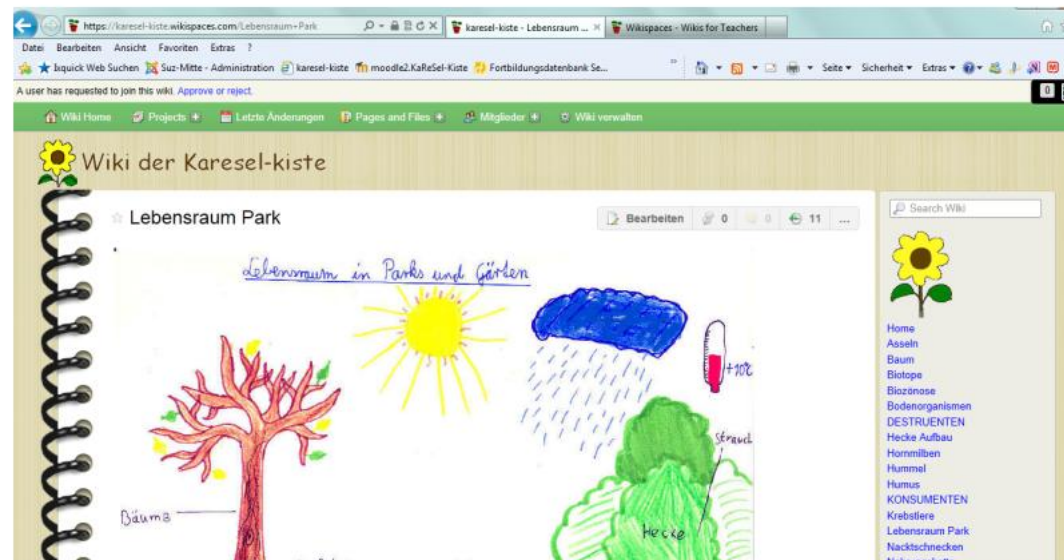 https://karesel-kiste.wikispaces.com/Lebensraum+Park
karesel-kiste - Lebensraum ...
Wikispaces - Wikis for Teachers
Datei Bearbeiten Ansicht Favoriten Extras ?
Ixquick Web Suchen Suz-Mitte - Administration karesel-kiste moodle2.KaReSel-Kiste Fortbildungsdatenbank Se... Seite Sicherheit Extras
A user has requested to join this wiki. Approve or reject.
0
Wiki Home Projects Letzte Änderungen Pages and Files Mitglieder Wiki verwalten
Wiki der Karesel-kiste
Lebensraum Park
Bearbeiten 0 0 11 ...
Search Wiki
Lebensraum in Parks und Gärten
+10°C
Strauch
Bäume
Hecke
Home
Asseln
Baum
Biotope
Biozönose
Bodenorganismen
DESTRUENTEN
Hecke Aufbau
Hornmilben
Hummel
Humus
KONSUMENTEN
Krebstiere
Lebensraum Park
Nacktschnecken